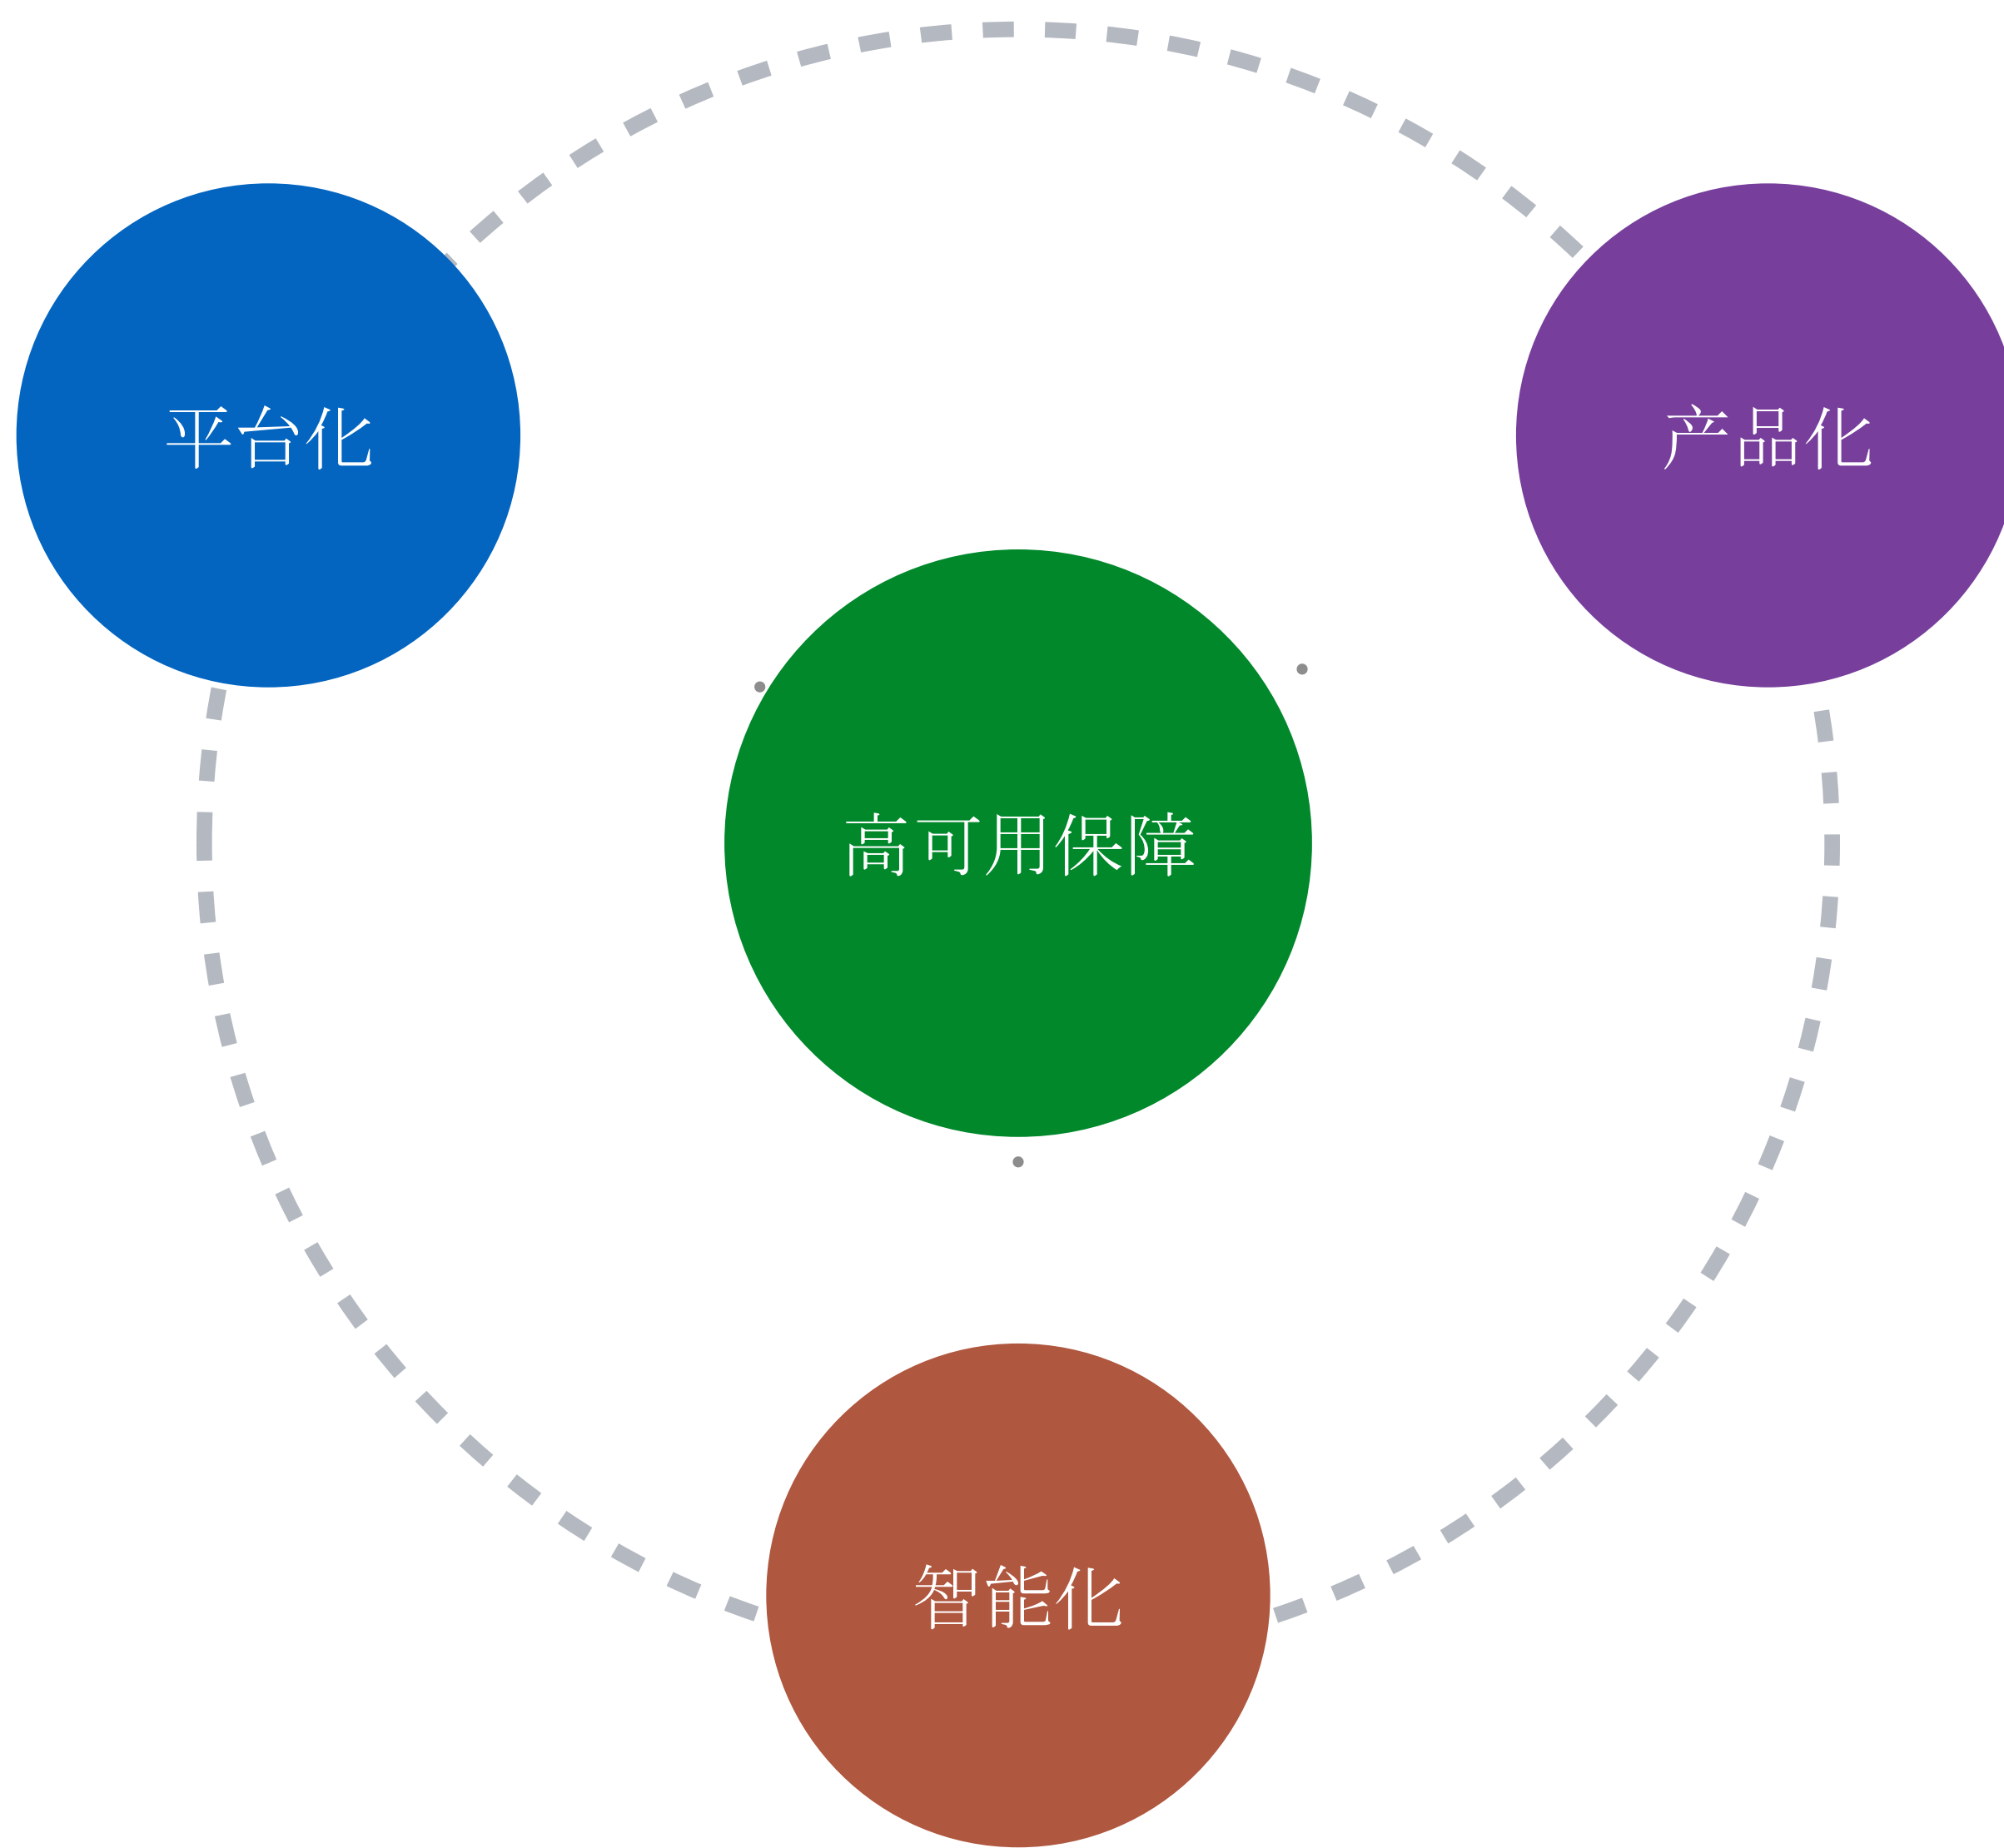 平台化
产品化
高可用保障
智能化